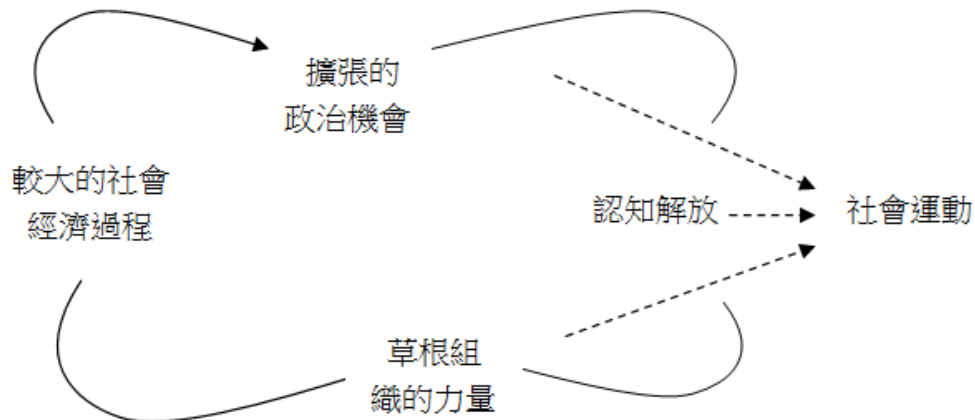 擴張的
政治機會
較大的社會
經濟過程
認知解放
社會運動
草根組
織的力量